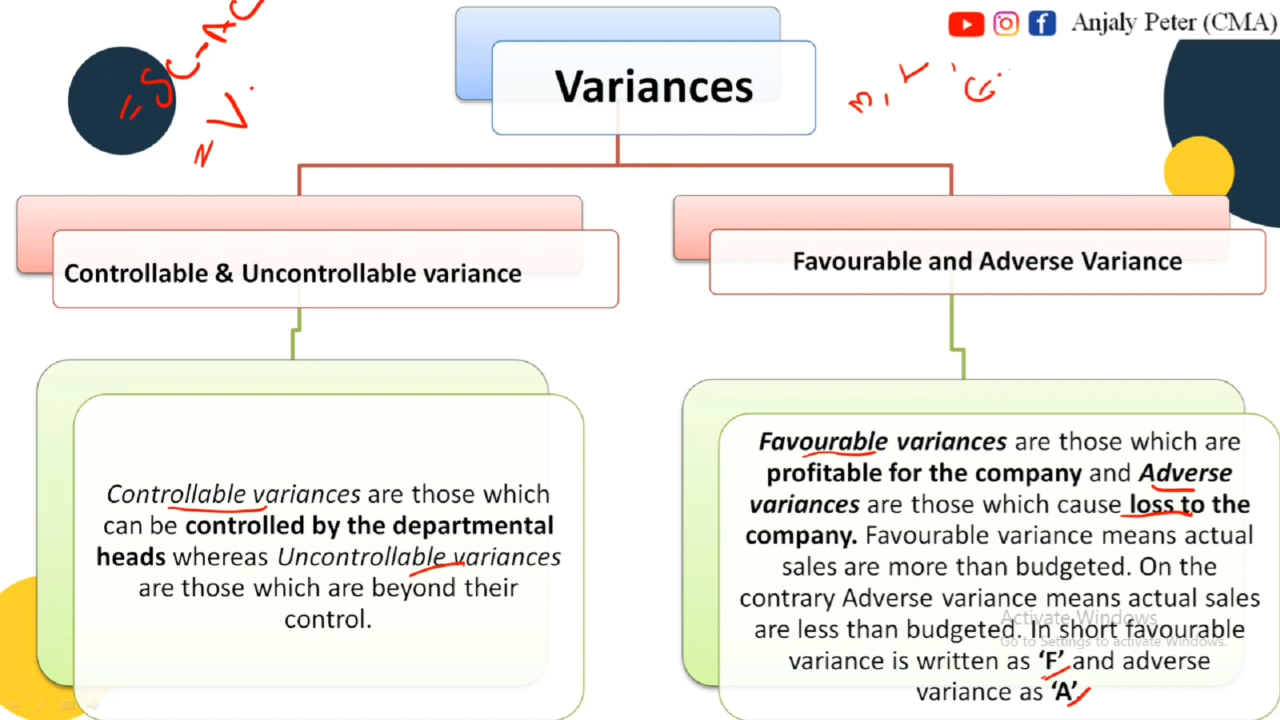 Anjaly Peter (CMA)
= SC-AC
= V.
Variances
Controllable & Uncontrollable variance
Favourable and Adverse Variance
Controllable variances are those which
can be controlled by the departmental
heads whereas Uncontrollable variances
are those which are beyond their
control.
Favourable variances are those which are
profitable for the company and Adverse
variances are those which cause loss to the
company. Favourable variance means actual
sales are more than budgeted. On the
contrary Adverse variance means actual sales
are less than budgeted. In short favourable
variance is written as ‘F’ and adverse
variance as ‘A’.
Activate Windows
Go to Settings to activate Windows.